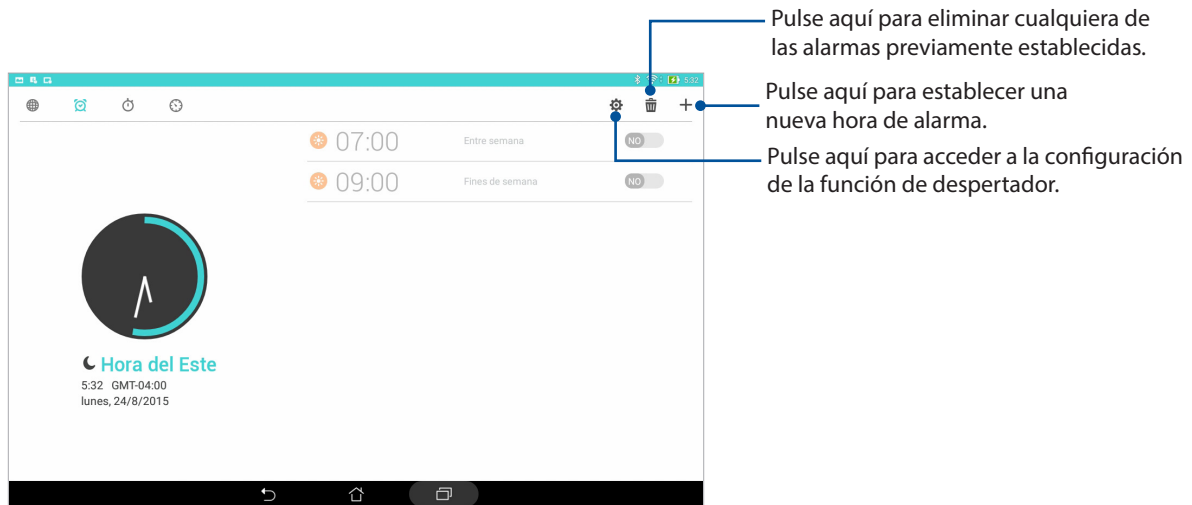 Pulse aquí para eliminar cualquiera de
las alarmas previamente establecidas.
5:32
Pulse aquí para establecer una
nueva hora de alarma.
07:00 Entre semana NO
Pulse aquí para acceder a la configuración
de la función de despertador.
09:00 Fines de semana NO
Hora del Este
5:32 GMT-04:00
lunes, 24/8/2015